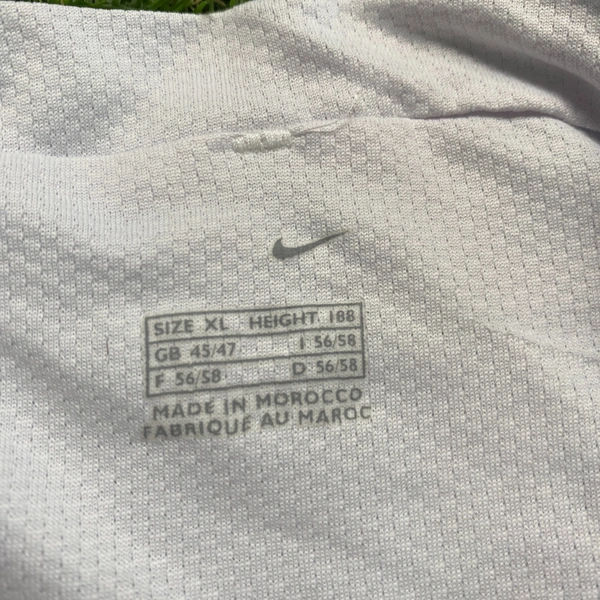 SIZE XL HEIGHT 188
GB 45/47 I 56/58
F 56/58 D 56/58
MADE IN MOROCCO
FABRIQUÉ AU MAROC